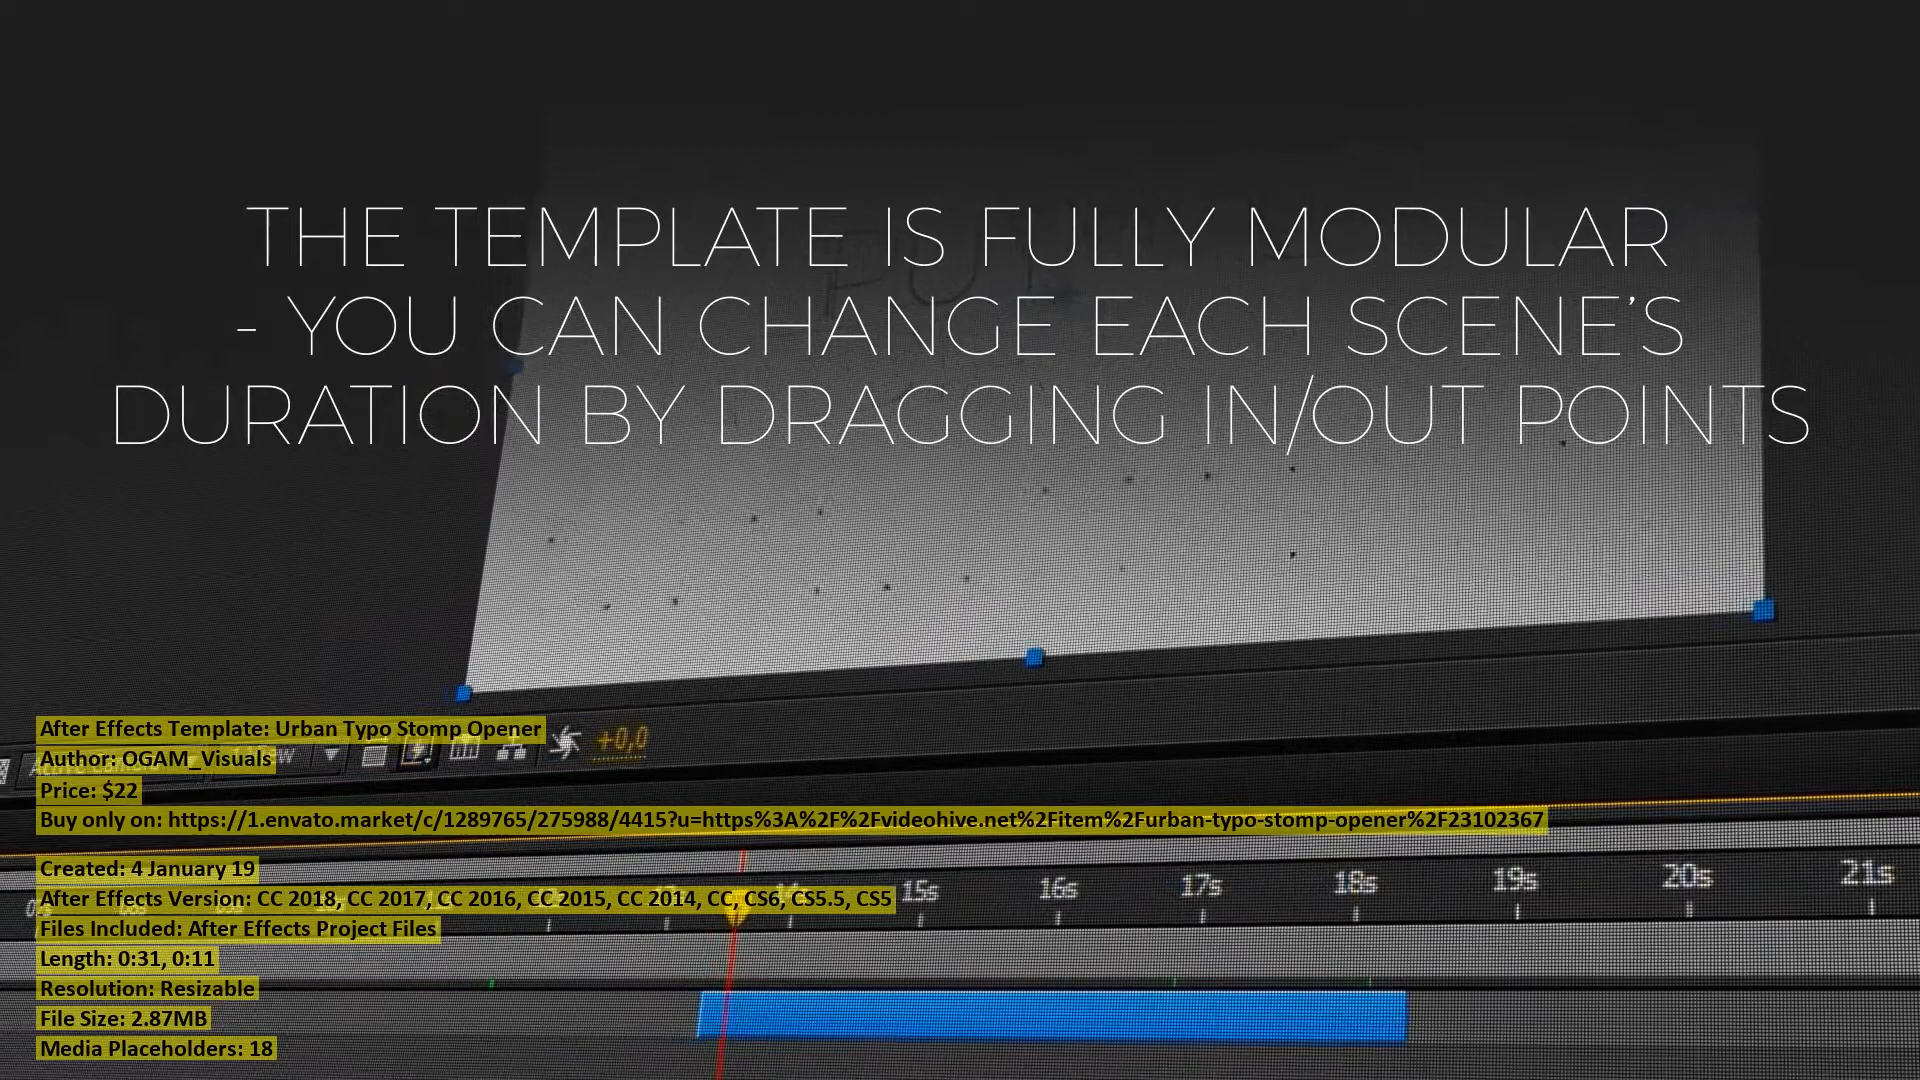 THE TEMPLATE IS FULLY MODULAR
- YOU CAN CHANGE EACH SCENE’S
DURATION BY DRAGGING IN/OUT POINTS
After Effects Template: Urban Typo Stomp Opener
+0,0
Author: OGAM_Visuals
Price: $22
Buy only on: https://1.envato.market/c/1289765/275988/4415?u=https%3A%2F%2Fvideohive.net%2Fitem%2Furban-typo-stomp-opener%2F23102367
Created: 4 January 19
15s 16s 17s 18s 19s 20s 21s
After Effects Version: CC 2018, CC 2017, CC 2016, CC 2015, CC 2014, CC, CS6, CS5.5, CS5
Files Included: After Effects Project Files
Length: 0:31, 0:11
Resolution: Resizable
File Size: 2.87MB
Media Placeholders: 18